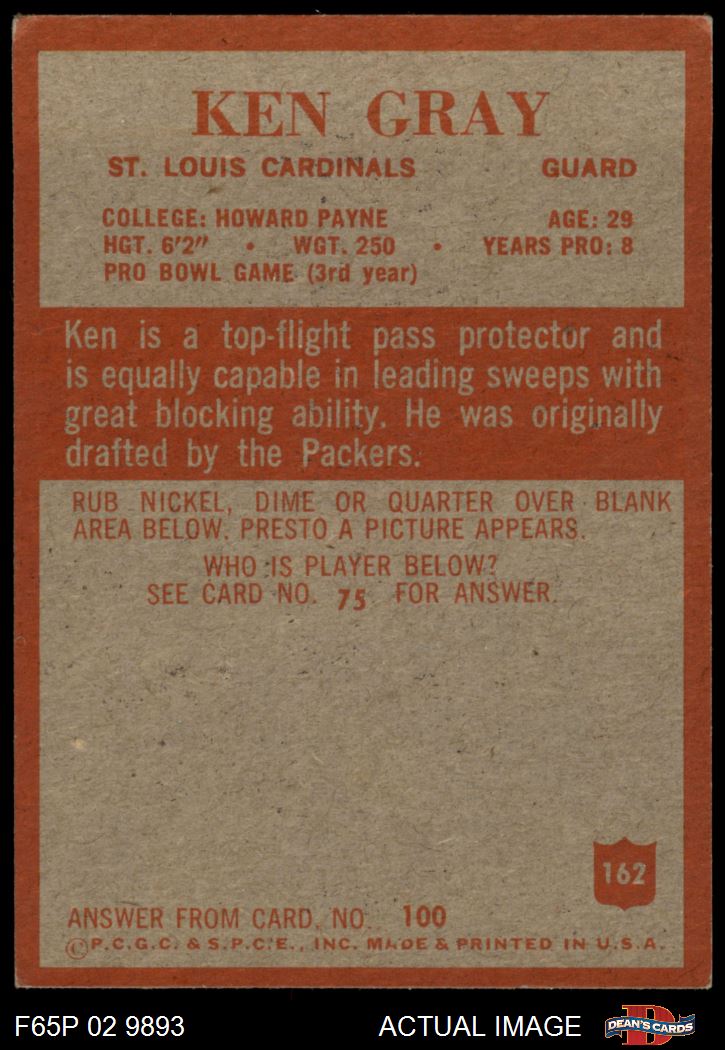 KEN GRAY
ST. LOUIS CARDINALS GUARD
COLLEGE: HOWARD PAYNE AGE: 29
HGT. 6'2" • WGT. 250 • YEARS PRO: 8
PRO BOWL GAME (3rd year)
Ken is a top-flight pass protector and
is equally capable in leading sweeps with
great blocking ability. He was originally
drafted by the Packers.
RUB NICKEL, DIME OR QUARTER OVER BLANK
AREA BELOW. PRESTO A PICTURE APPEARS.
WHO IS PLAYER BELOW?
SEE CARD NO. 75 FOR ANSWER.
162
ANSWER FROM CARD NO. 100
©P.C.G.C. & S.P.C.E., INC. MADE & PRINTED IN U.S.A.
F65P 02 9893 ACTUAL IMAGE
D
DEAN'S CARDS